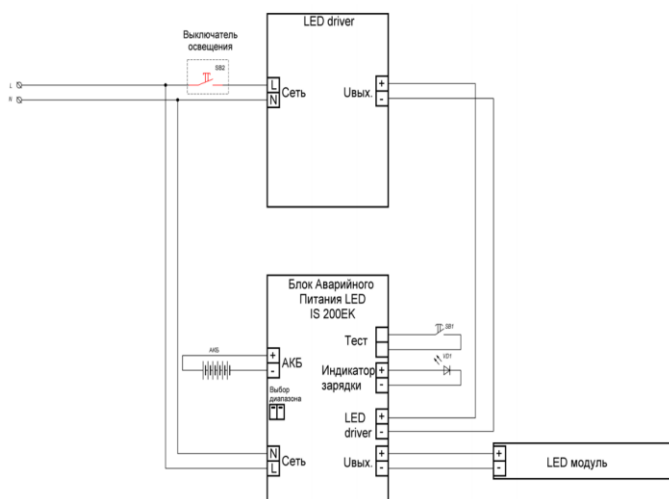 LED driver
Выключатель
освещения
SB2
L
N
L
N
Сеть
Uвых.
+
-
Блок Аварийного
Питания LED
IS 200EK
Тест
SB1
АКБ
+
-
АКБ
Индикатор
зарядки
+
-
VD1
Выбор
диапазона
LED
driver
+
-
N
L
Сеть
Uвых.
+
-
+
-
LED модуль